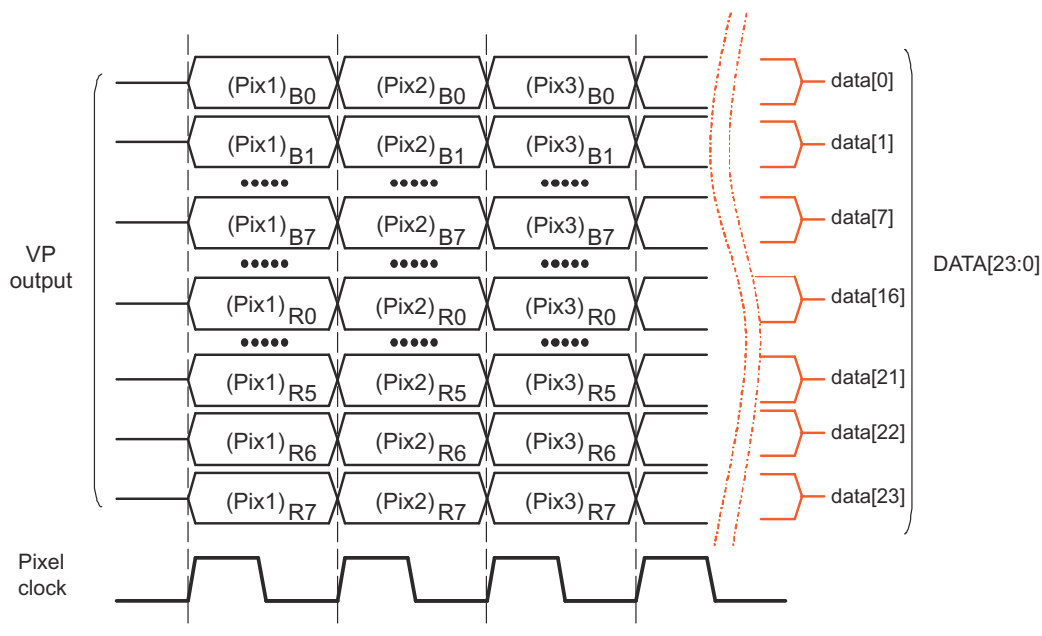 (Pix1)B0 (Pix2)B0 (Pix3)B0 data[0]
(Pix1)B1 (Pix2)B1 (Pix3)B1 data[1]
(Pix1)B7 (Pix2)B7 (Pix3)B7 data[7]
VP
output
DATA[23:0]
(Pix1)R0 (Pix2)R0 (Pix3)R0 data[16]
(Pix1)R5 (Pix2)R5 (Pix3)R5 data[21]
(Pix1)R6 (Pix2)R6 (Pix3)R6 data[22]
(Pix1)R7 (Pix2)R7 (Pix3)R7 data[23]
Pixel
clock